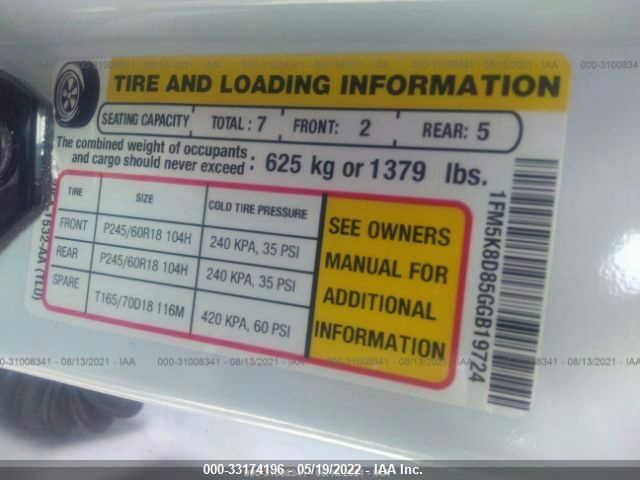 TIRE AND LOADING INFORMATION
SEATING CAPACITY TOTAL : 7 FRONT: 2 REAR: 5
The combined weight of occupants
and cargo should never exceed : 625 kg or 1379 lbs.
TIRE SIZE COLD TIRE PRESSURE
FRONT P245/60R18 104H 240 KPA, 35 PSI
REAR P245/60R18 104H 240 KPA, 35 PSI
SPARE T165/70D18 116M 420 KPA, 60 PSI
SEE OWNERS
MANUAL FOR
ADDITIONAL
INFORMATION
1FM5K8D85GGB19724
000-31008341 - 08/13/2021 - IAA
000-33174196 - 05/19/2022 - IAA Inc.